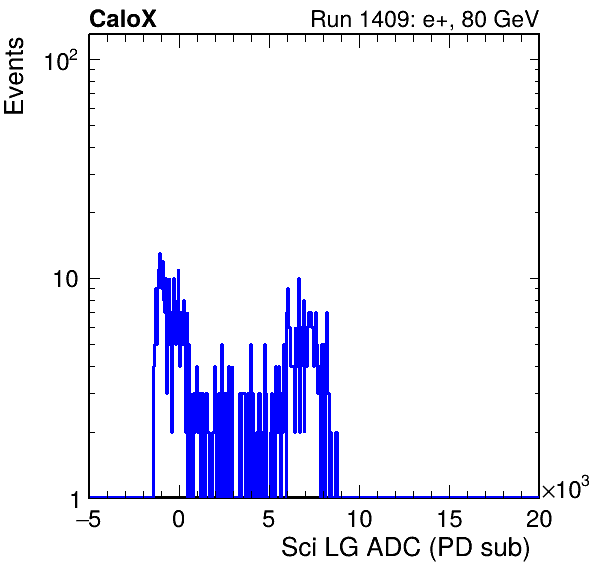 CaloX Run 1409: e+, 80 GeV
Events
10²
10
1
−5 0 5 10 15 20 ×10³
Sci LG ADC (PD sub)